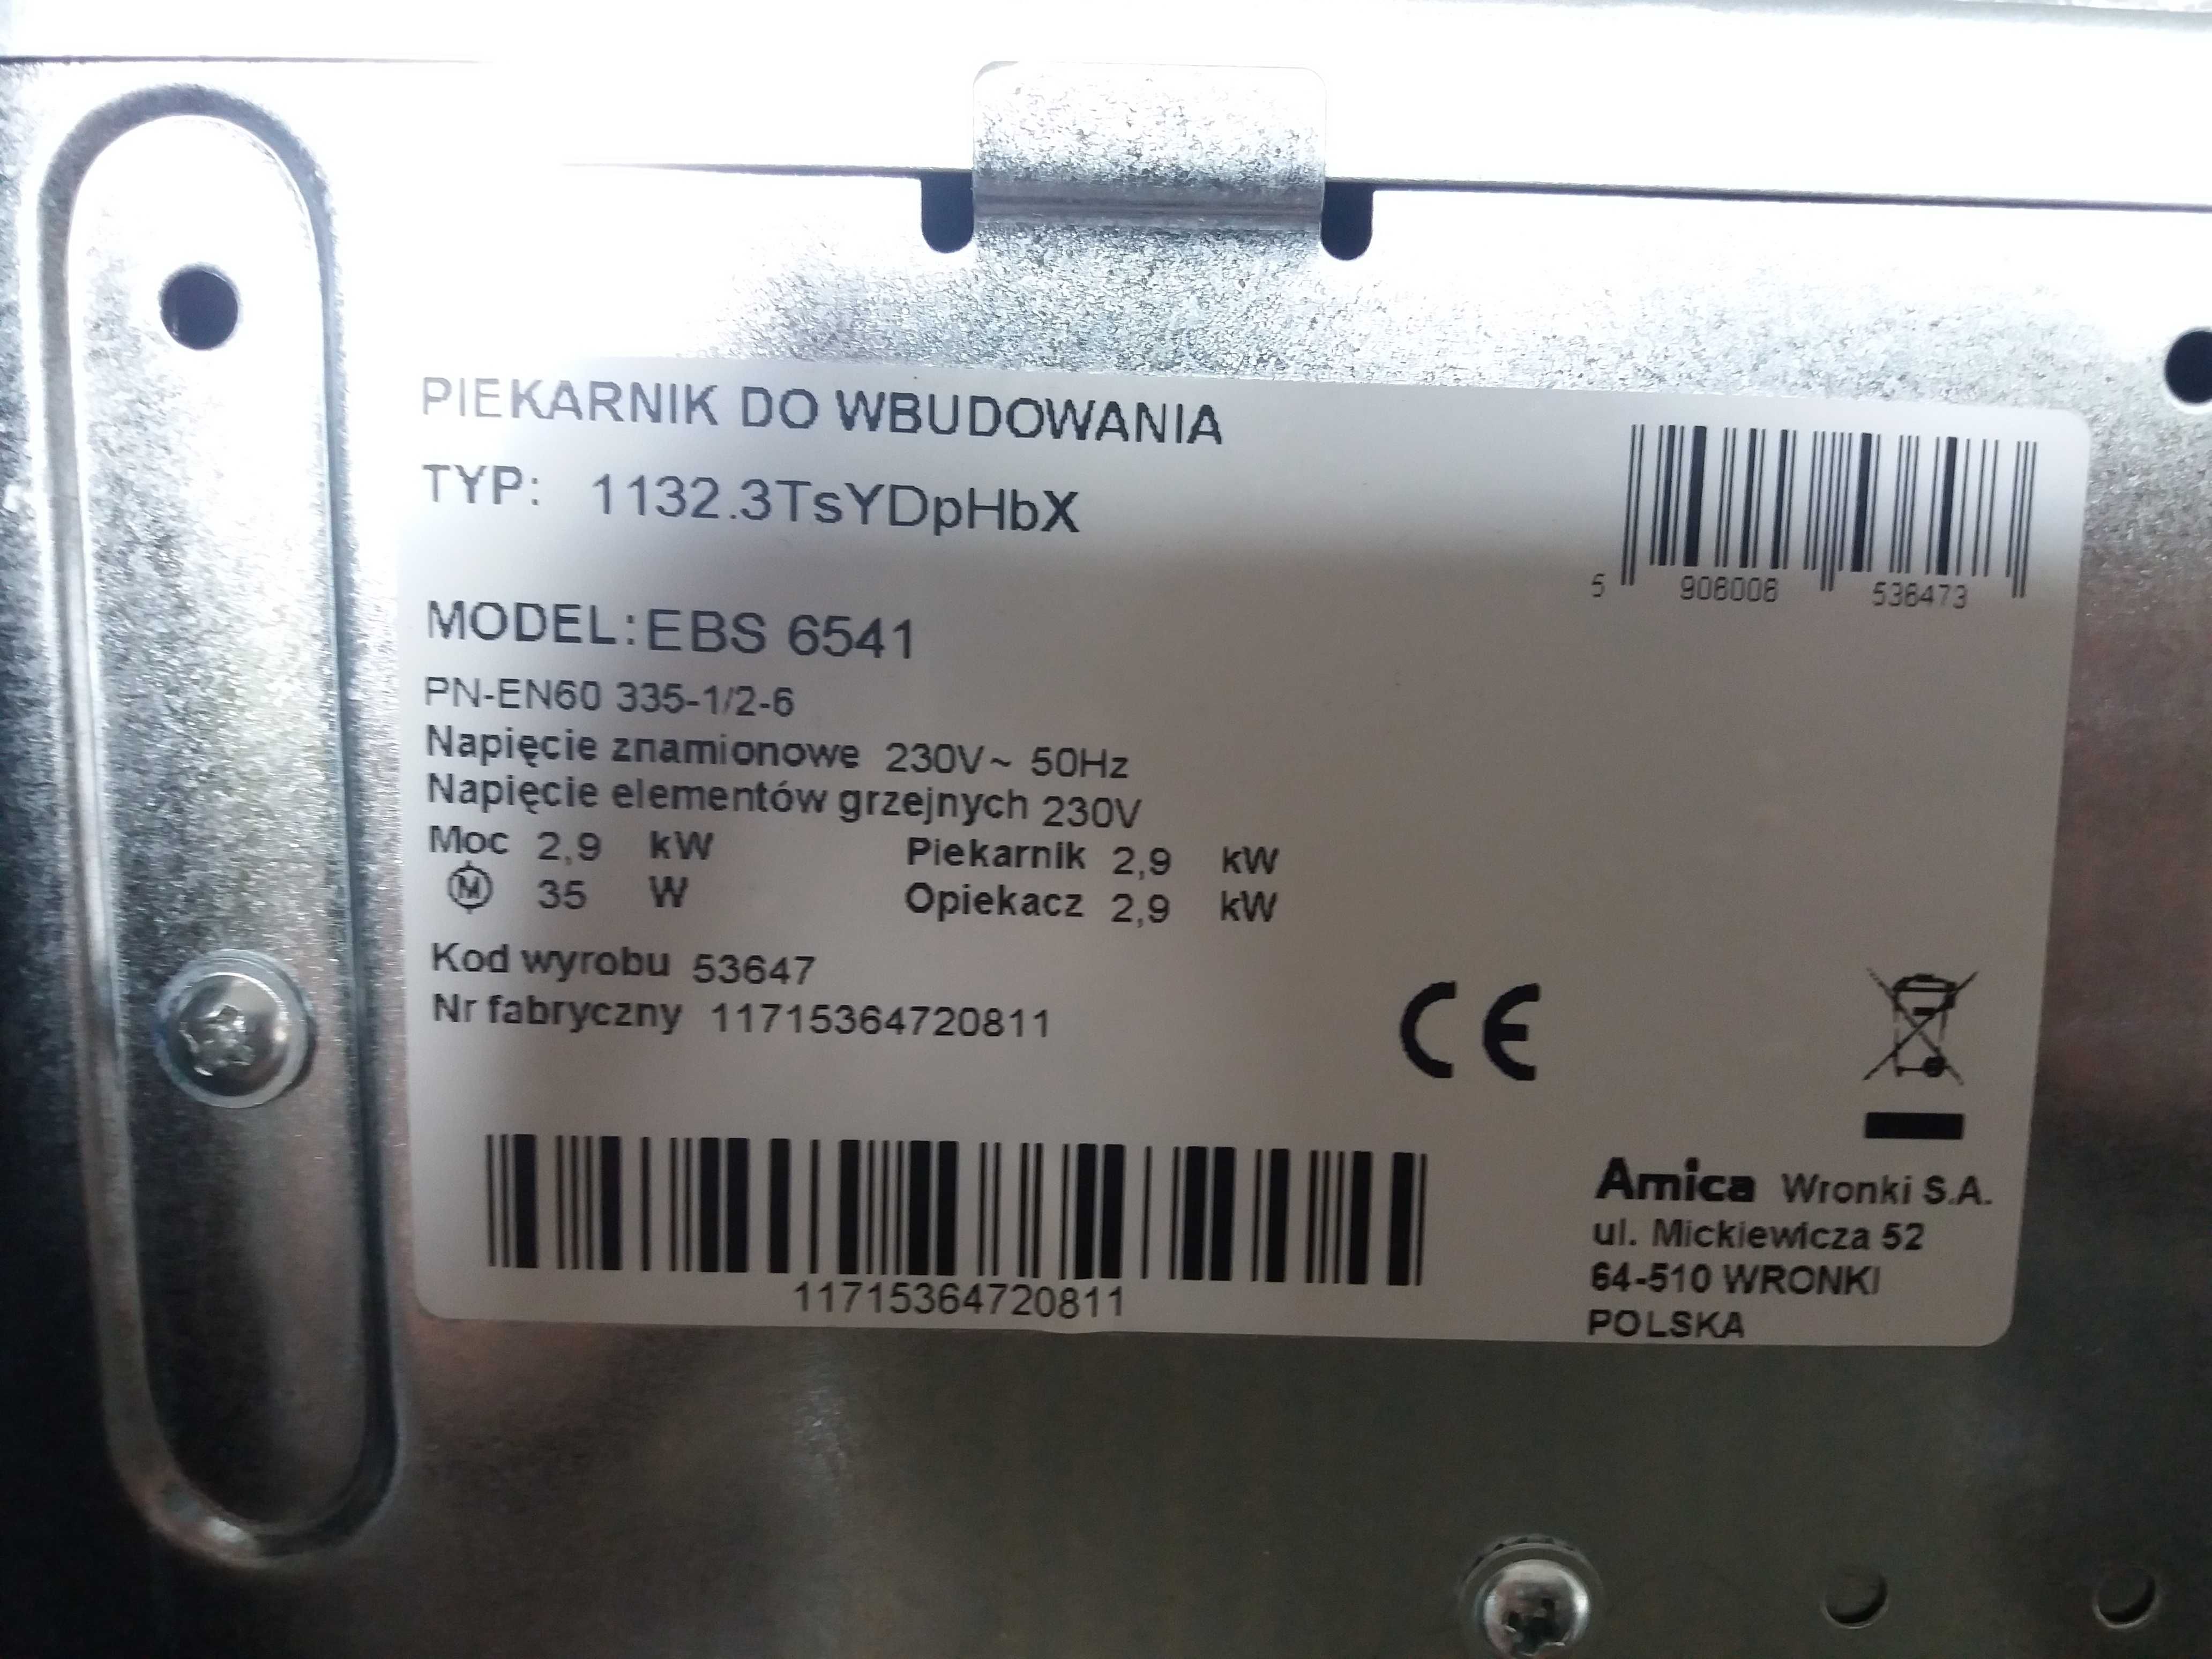 PIEKARNIK DO WBUDOWANIA
TYP: 1132.3TsYDpHbX
5 906006 536473
MODEL: EBS 6541
PN-EN60 335-1/2-6
Napięcie znamionowe 230V~ 50Hz
Napięcie elementów grzejnych 230V
Moc 2,9 kW Piekarnik 2,9 kW
M 35 W Opiekacz 2,9 kW
Kod wyrobu 53647
Nr fabryczny 11715364720811
CE
11715364720811
Amica Wronki S.A.
ul. Mickiewicza 52
64-510 WRONKI
POLSKA